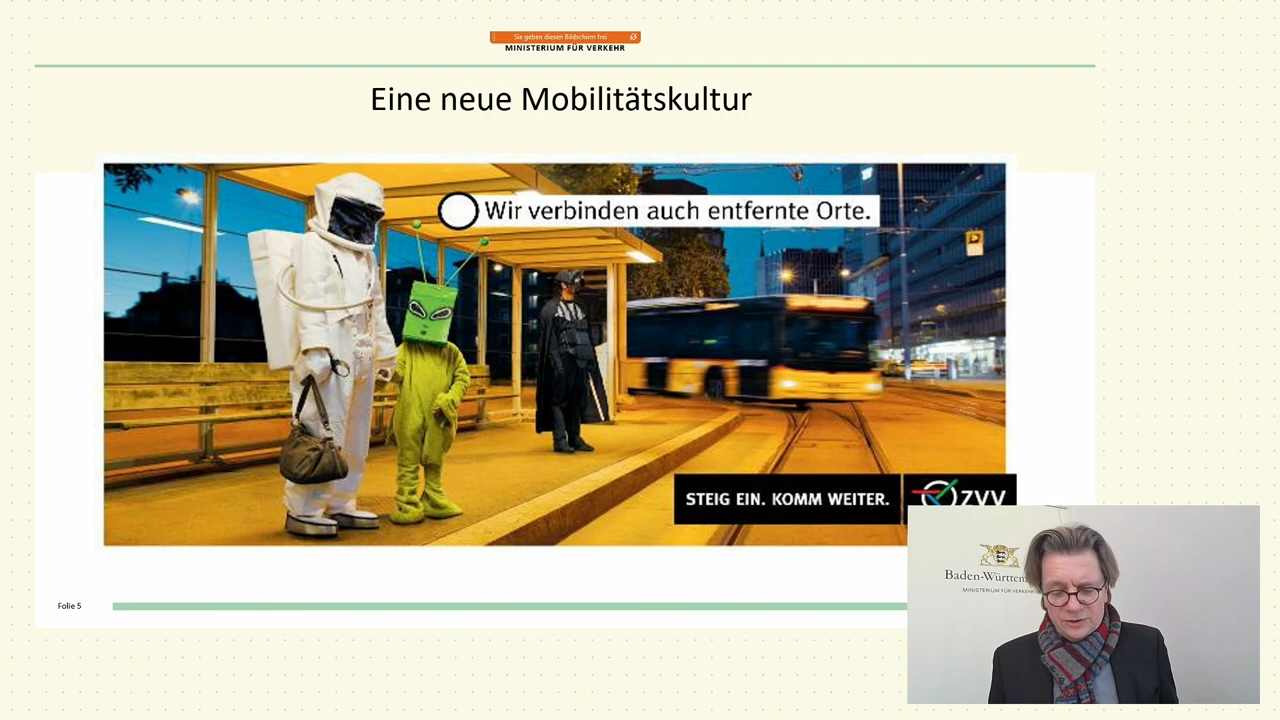 Sie geben diesen Bildschirm frei
MINISTERIUM FÜR VERKEHR
Eine neue Mobilitätskultur
Wir verbinden auch entfernte Orte.
STEIG EIN. KOMM WEITER.
ZVV
Baden-Württem
MINISTERIUM FÜR VERKEHR
Folie 5